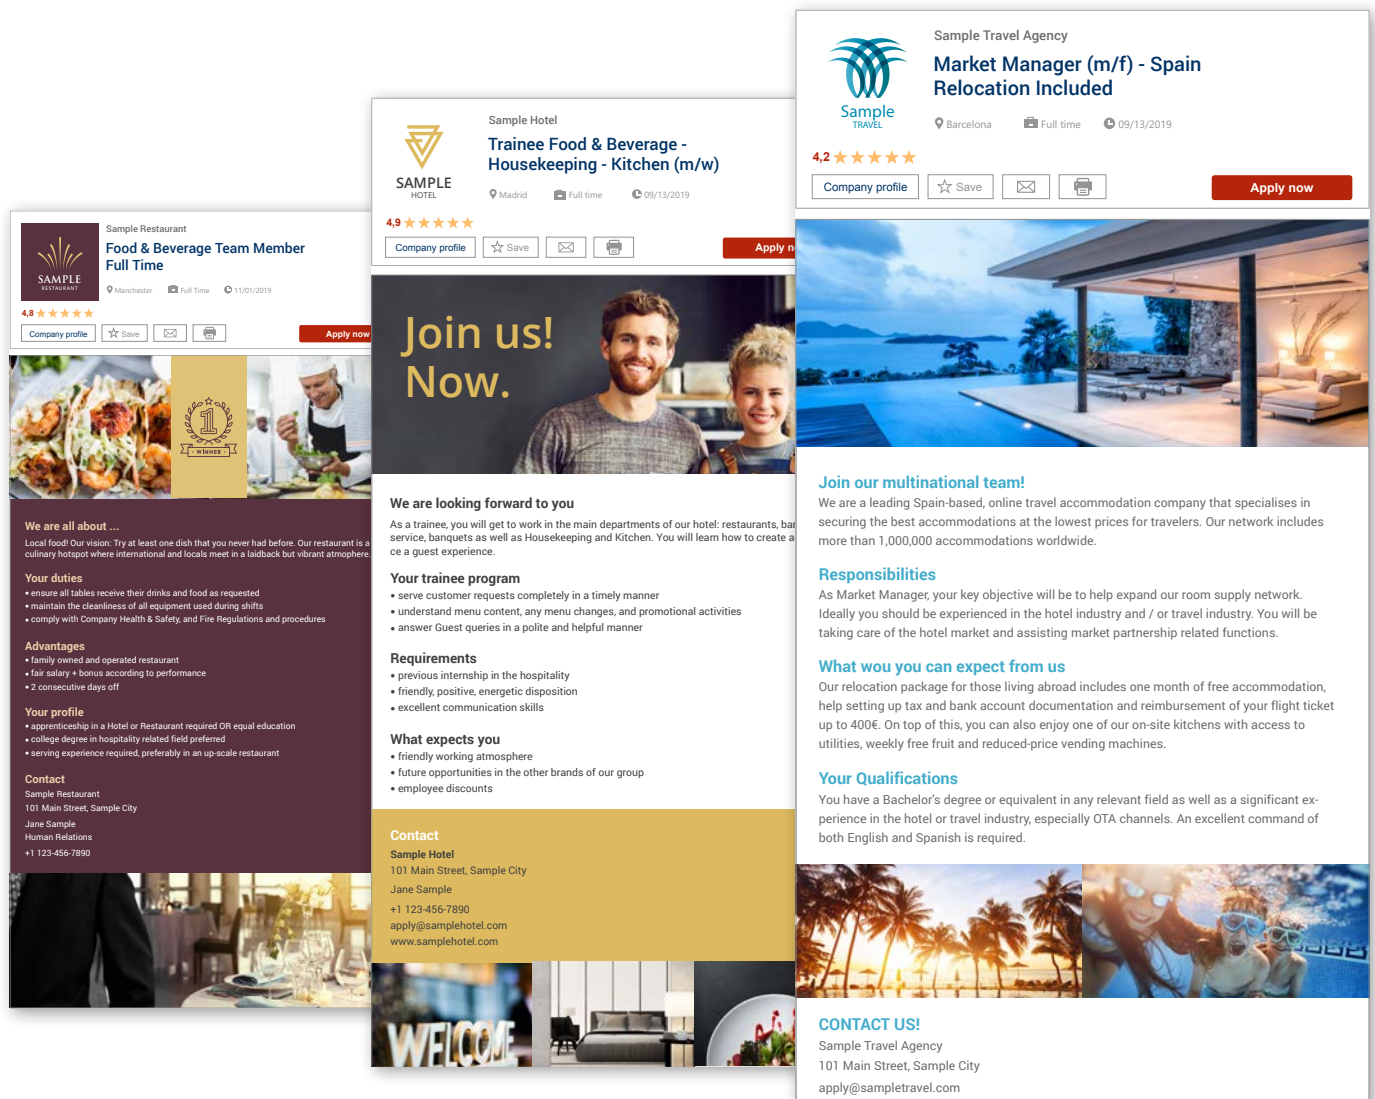 SAMPLE
RESTAURANT
Sample Restaurant
Food & Beverage Team Member
Full Time
Manchester Full Time 11/01/2019
4,8
Company profile Save Apply now
1
WINNER
We are all about ...
Local food! Our vision: Try at least one dish that you never had before. Our restaurant is a
culinary hotspot where international and locals meet in a laidback but vibrant atmophere.
Your duties
• ensure all tables receive their drinks and food as requested
• maintain the cleanliness of all equipment used during shifts
• comply with Company Health & Safety, and Fire Regulations and procedures
Advantages
• family owned and operated restaurant
• fair salary + bonus according to performance
• 2 consecutive days off
Your profile
• apprenticeship in a Hotel or Restaurant required OR equal education
• college degree in hospitality related field preferred
• serving experience required, preferably in an up-scale restaurant
Contact
Sample Restaurant
101 Main Street, Sample City
Jane Sample
Human Relations
+1 123-456-7890
SAMPLE
HOTEL
Sample Hotel
Trainee Food & Beverage -
Housekeeping - Kitchen (m/w)
Madrid Full time 09/13/2019
4,9
Company profile Save Apply n
Join us!
Now.
We are looking forward to you
As a trainee, you will get to work in the main departments of our hotel: restaurants, bar
service, banquets as well as Housekeeping and Kitchen. You will learn how to create a
ce a guest experience.
Your trainee program
• serve customer requests completely in a timely manner
• understand menu content, any menu changes, and promotional activities
• answer Guest queries in a polite and helpful manner
Requirements
• previous internship in the hospitality
• friendly, positive, energetic disposition
• excellent communication skills
What expects you
• friendly working atmosphere
• future opportunities in the other brands of our group
• employee discounts
Contact
Sample Hotel
101 Main Street, Sample City
Jane Sample
+1 123-456-7890
apply@samplehotel.com
www.samplehotel.com
WELCOME
Sample
TRAVEL
Sample Travel Agency
Market Manager (m/f) - Spain
Relocation Included
Barcelona Full time 09/13/2019
4,2
Company profile Save Apply now
Join our multinational team!
We are a leading Spain-based, online travel accommodation company that specialises in
securing the best accommodations at the lowest prices for travelers. Our network includes
more than 1,000,000 accommodations worldwide.
Responsibilities
As Market Manager, your key objective will be to help expand our room supply network.
Ideally you should be experienced in the hotel industry and / or travel industry. You will be
taking care of the hotel market and assisting market partnership related functions.
What wou you can expect from us
Our relocation package for those living abroad includes one month of free accommodation,
help setting up tax and bank account documentation and reimbursement of your flight ticket
up to 400€. On top of this, you can also enjoy one of our on-site kitchens with access to
utilities, weekly free fruit and reduced-price vending machines.
Your Qualifications
You have a Bachelor's degree or equivalent in any relevant field as well as a significant ex-
perience in the hotel or travel industry, especially OTA channels. An excellent command of
both English and Spanish is required.
CONTACT US!
Sample Travel Agency
101 Main Street, Sample City
apply@sampletravel.com